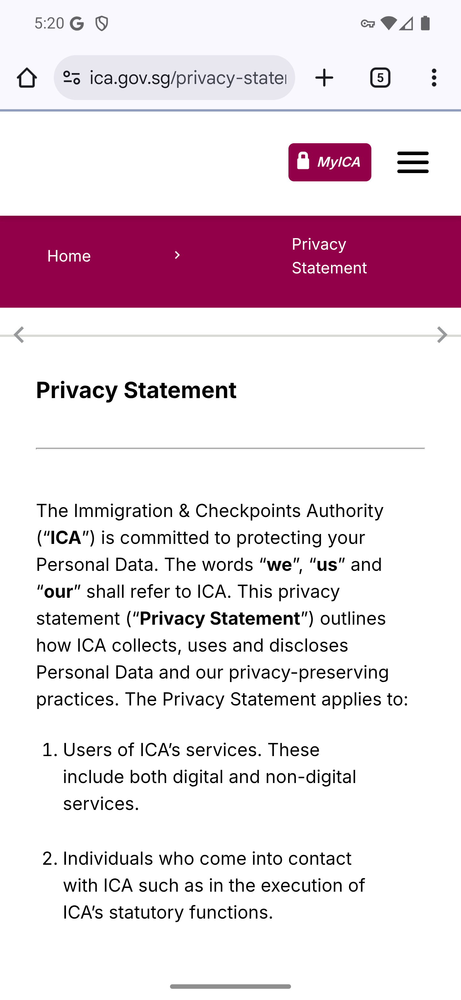 5:20
ica.gov.sg/privacy-state
5
MyICA
Home
Privacy
Statement
Privacy Statement
The Immigration & Checkpoints Authority
(“ICA”) is committed to protecting your
Personal Data. The words “we”, “us” and
“our” shall refer to ICA. This privacy
statement (“Privacy Statement”) outlines
how ICA collects, uses and discloses
Personal Data and our privacy-preserving
practices. The Privacy Statement applies to:
1. Users of ICA’s services. These
include both digital and non-digital
services.
2. Individuals who come into contact
with ICA such as in the execution of
ICA’s statutory functions.